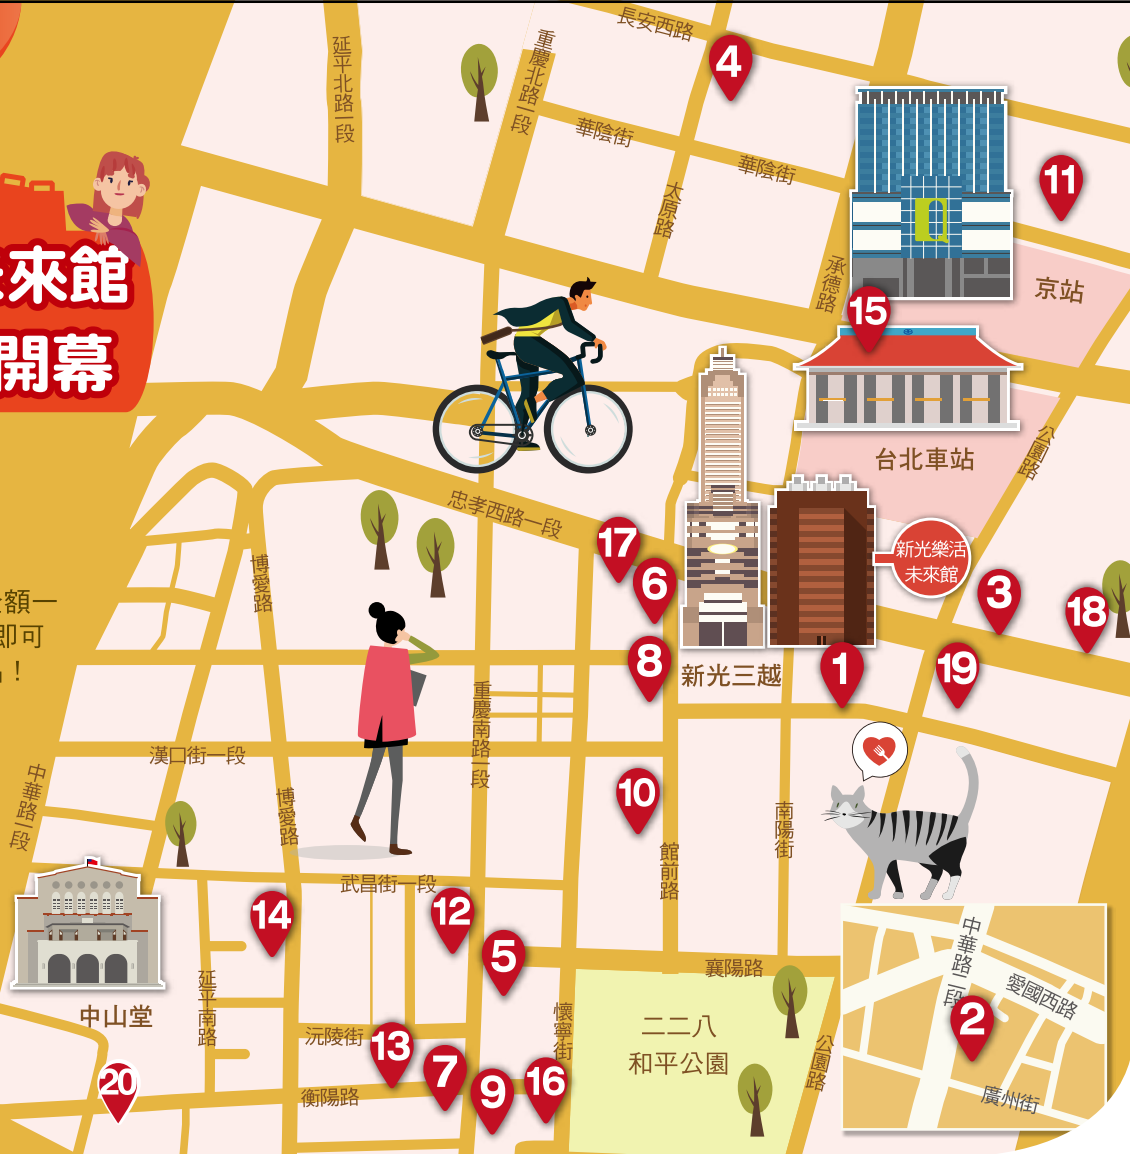 來館
開幕
額一
即可
！
延平北路一段
重慶北路一段
長安西路
4
華陰街
華陰街
太原路
承德路
11
京站
15
台北車站
公園路
忠孝西路一段
博愛路
17
6
8
新光三越
新光樂活
未來館
3
18
1
19
重慶南路一段
漢口街一段
中華路一段
博愛路
10
南陽街
館前路
武昌街一段
14
12
5
中山堂
延平南路
襄陽路
沅陵街
13
懷寧街
二二八
和平公園
公園路
20
衡陽路
7
9
16
中華路二段
愛國西路
2
廣州街